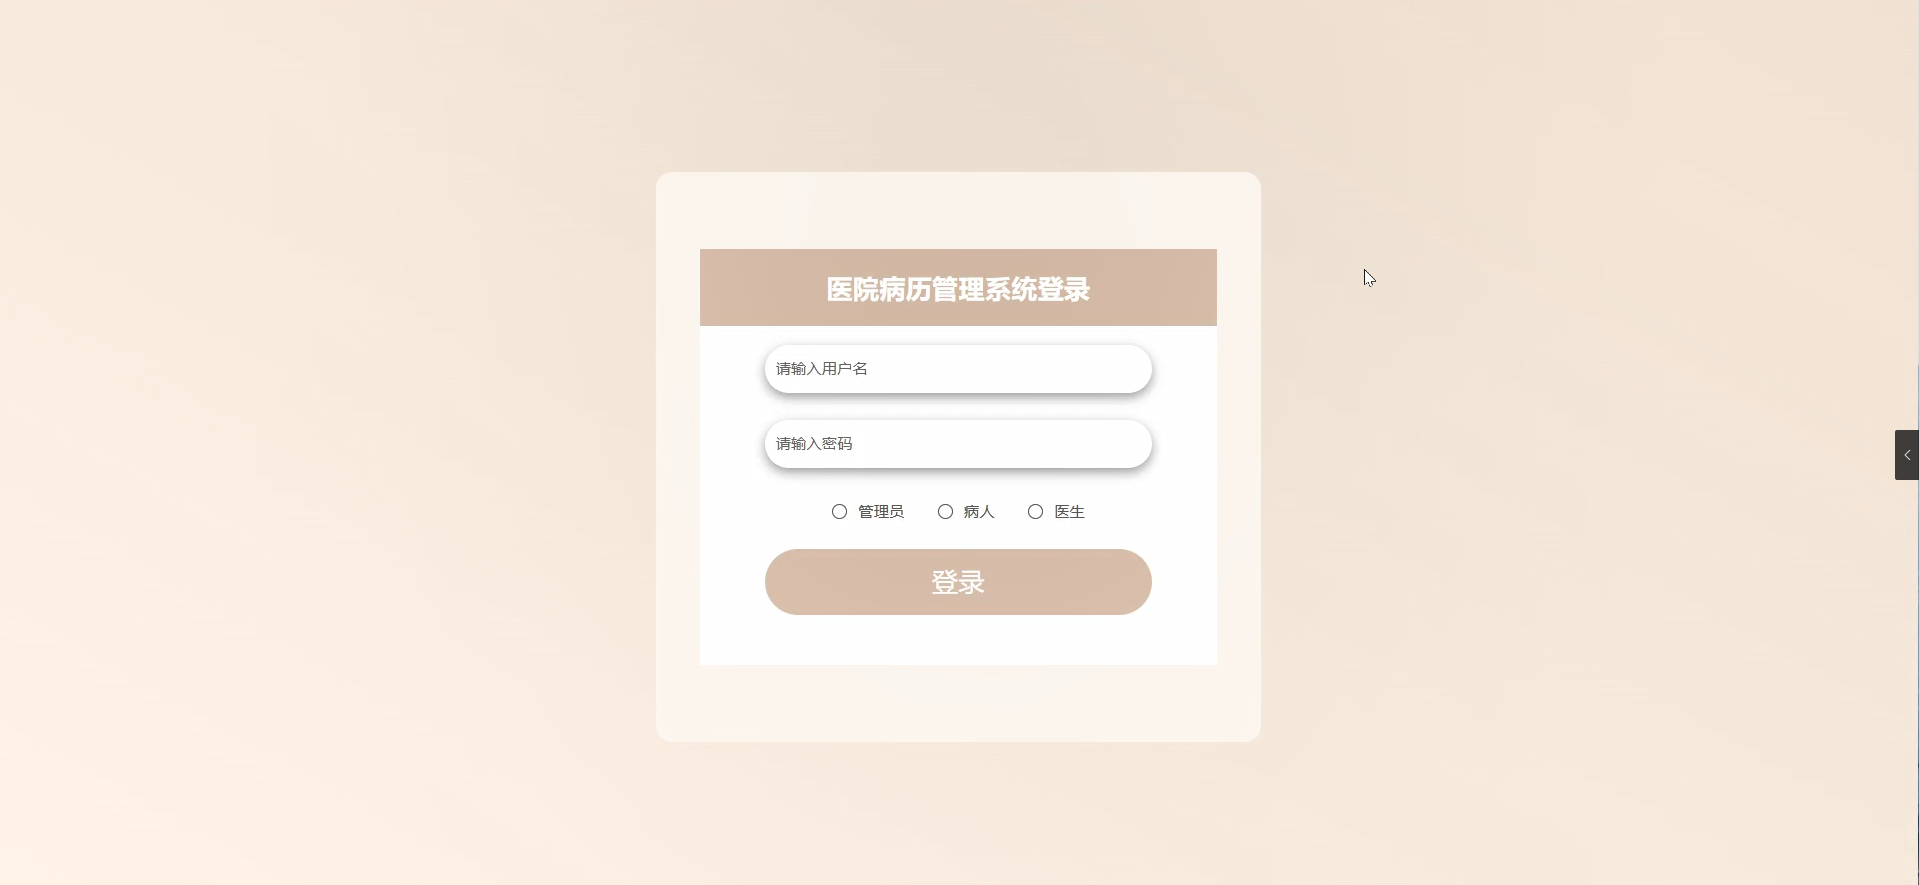 医院病历管理系统登录
请输入用户名
请输入密码
管理员 病人 医生
登录